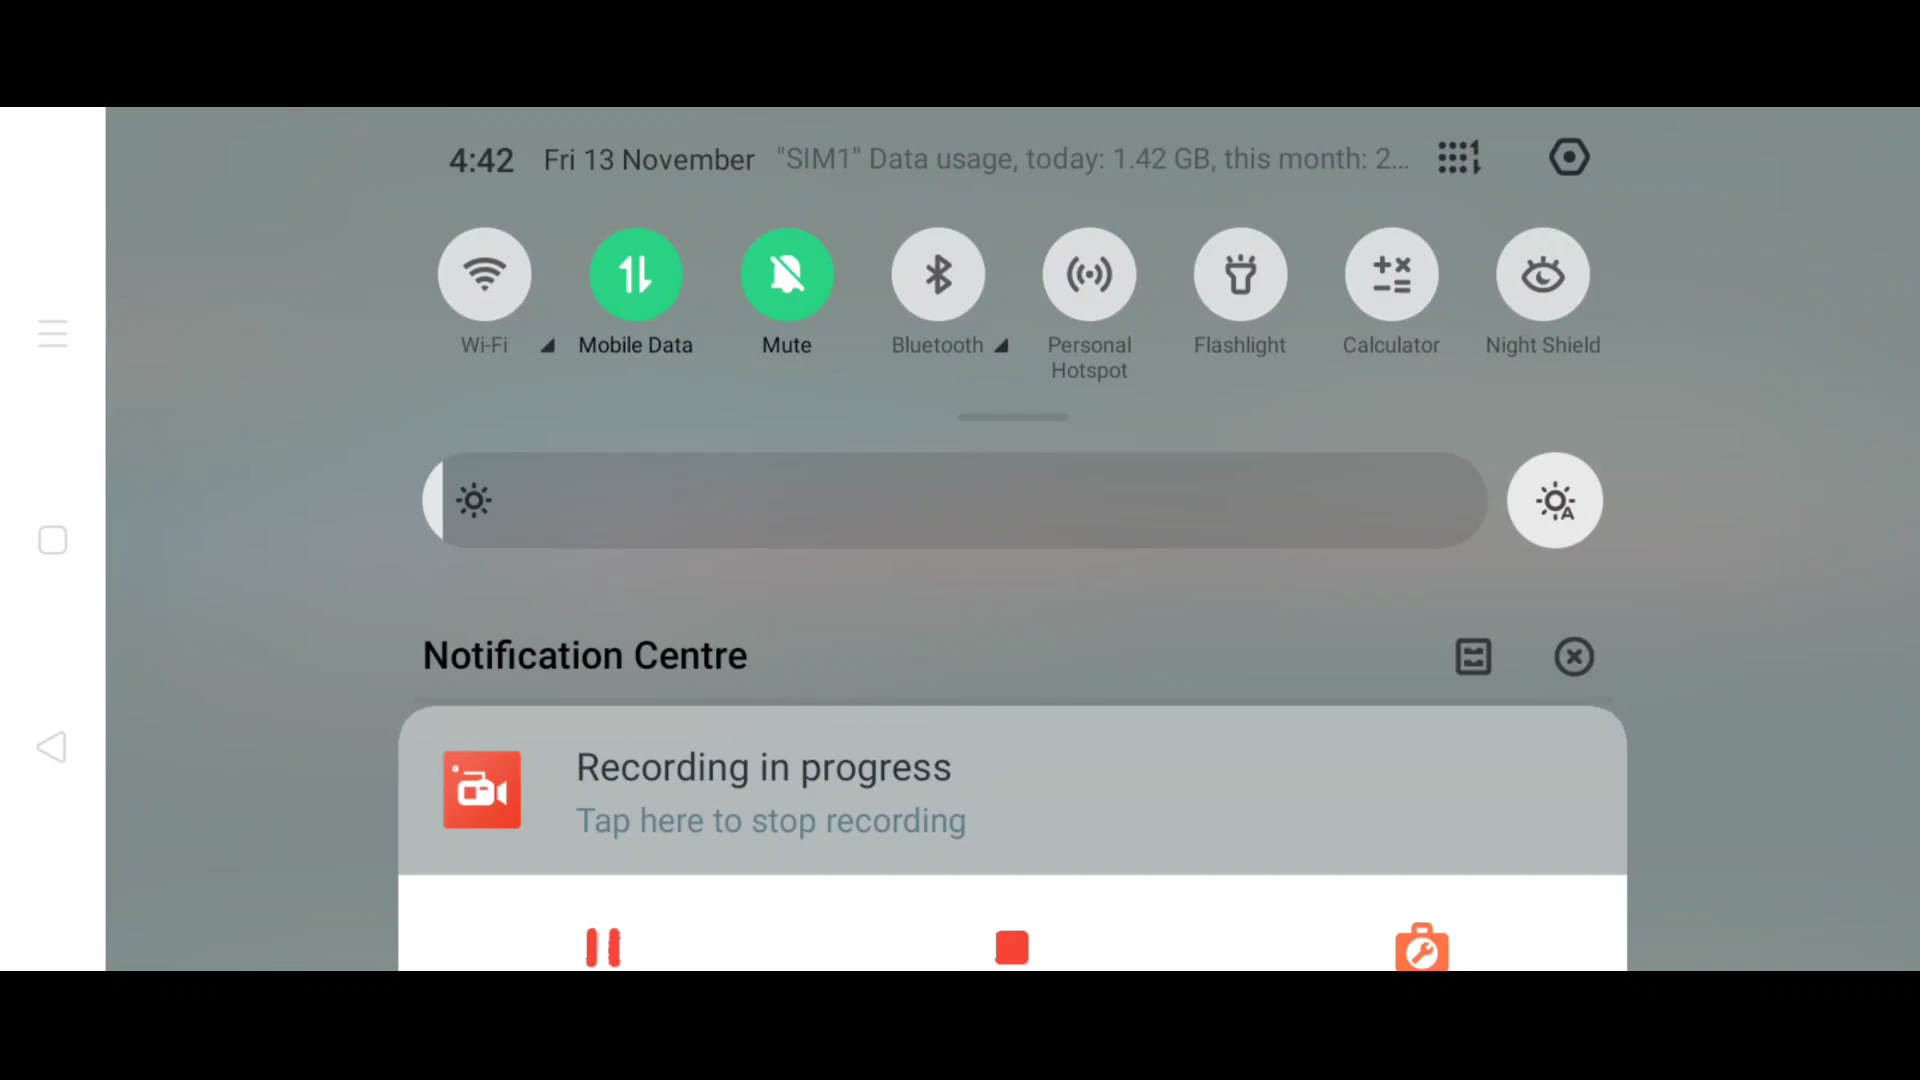 4:42 Fri 13 November "SIM1" Data usage, today: 1.42 GB, this month: 2...
Wi-Fi Mobile Data Mute Bluetooth Personal Hotspot Flashlight Calculator Night Shield
Notification Centre
Recording in progress
Tap here to stop recording